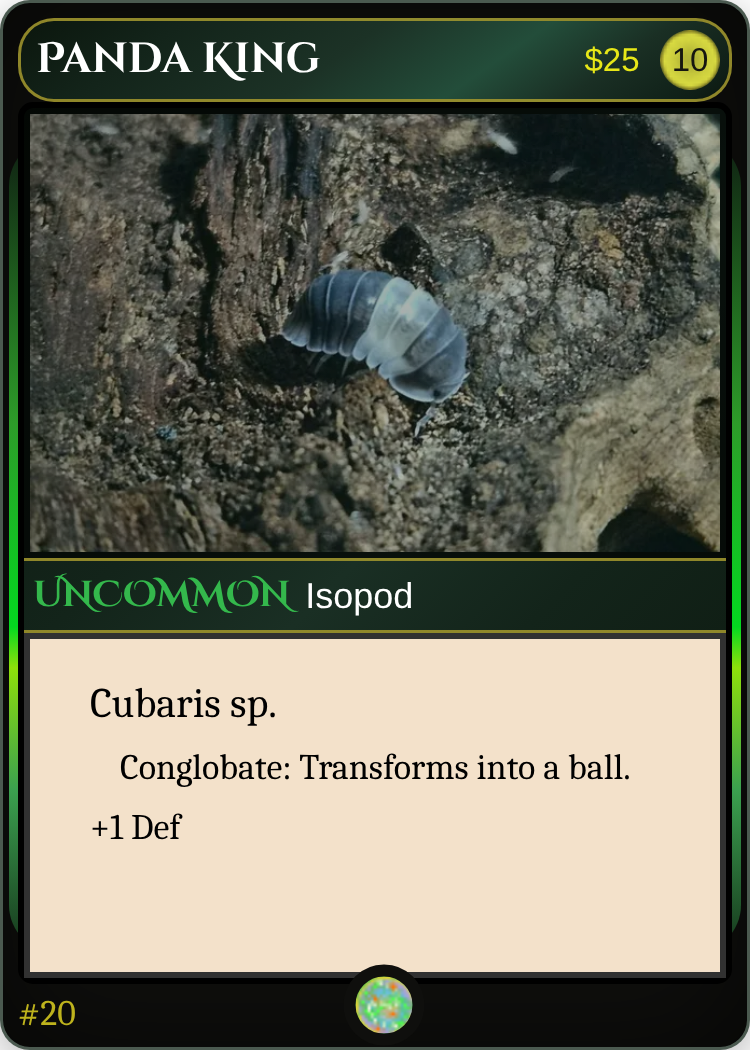 Panda King
$25 10
Uncommon Isopod
Cubaris sp.
Conglobate: Transforms into a ball.
+1 Def
#20